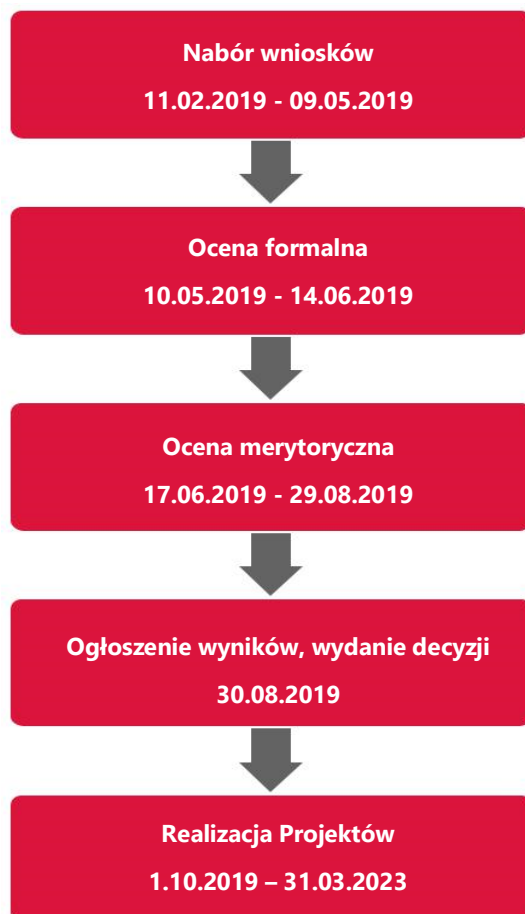 Nabór wniosków
11.02.2019 - 09.05.2019
Ocena formalna
10.05.2019 - 14.06.2019
Ocena merytoryczna
17.06.2019 - 29.08.2019
Ogłoszenie wyników, wydanie decyzji
30.08.2019
Realizacja Projektów
1.10.2019 – 31.03.2023